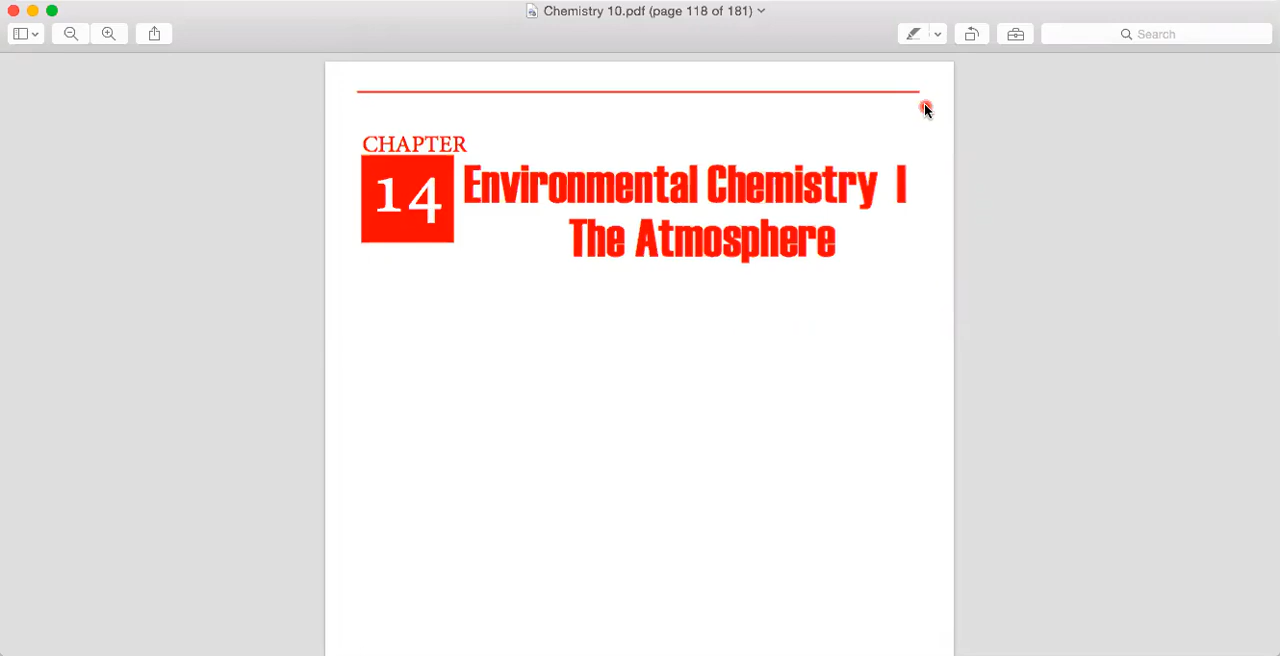 Chemistry 10.pdf (page 118 of 181)
Search
CHAPTER
14
Environmental Chemistry I
The Atmosphere